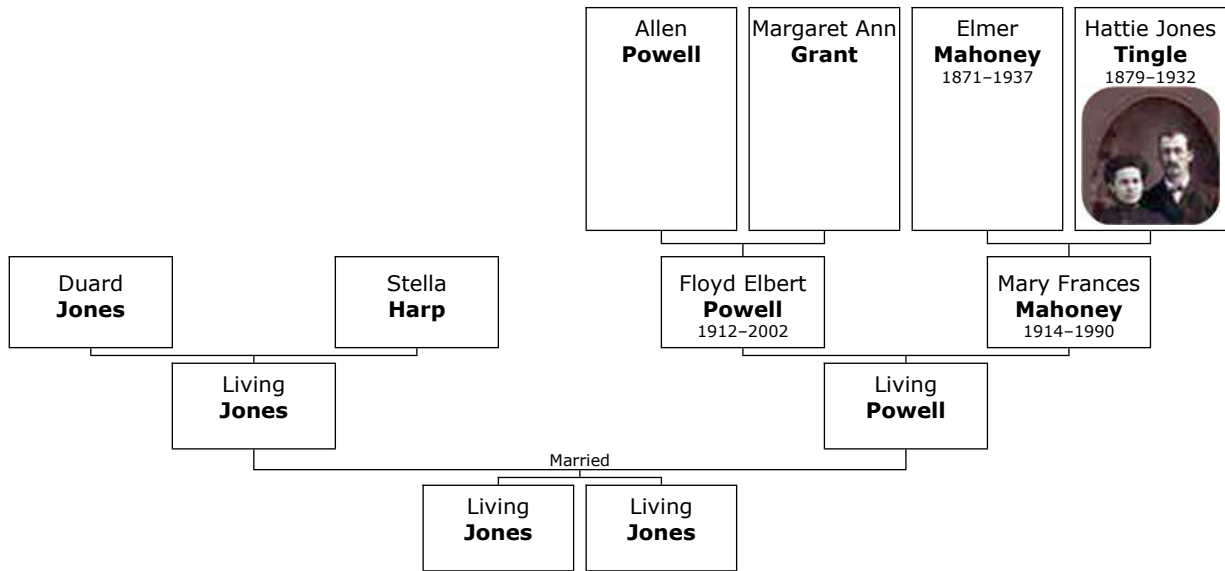 Allen
Powell
Margaret Ann
Grant
Elmer
Mahoney
1871–1937
Hattie Jones
Tingle
1879–1932
Duard
Jones
Stella
Harp
Floyd Elbert
Powell
1912–2002
Mary Frances
Mahoney
1914–1990
Living
Jones
Living
Powell
Married
Living
Jones
Living
Jones